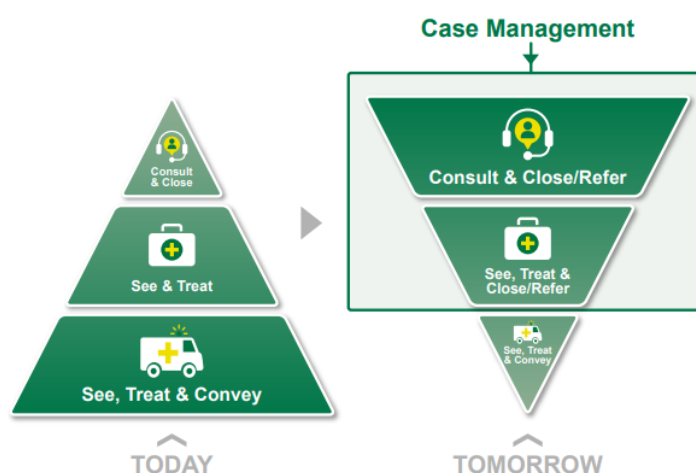 Case Management
Consult
& Close
See & Treat
See, Treat & Convey
TODAY
Consult & Close/Refer
See, Treat &
Close/Refer
See, Treat
& Convey
TOMORROW